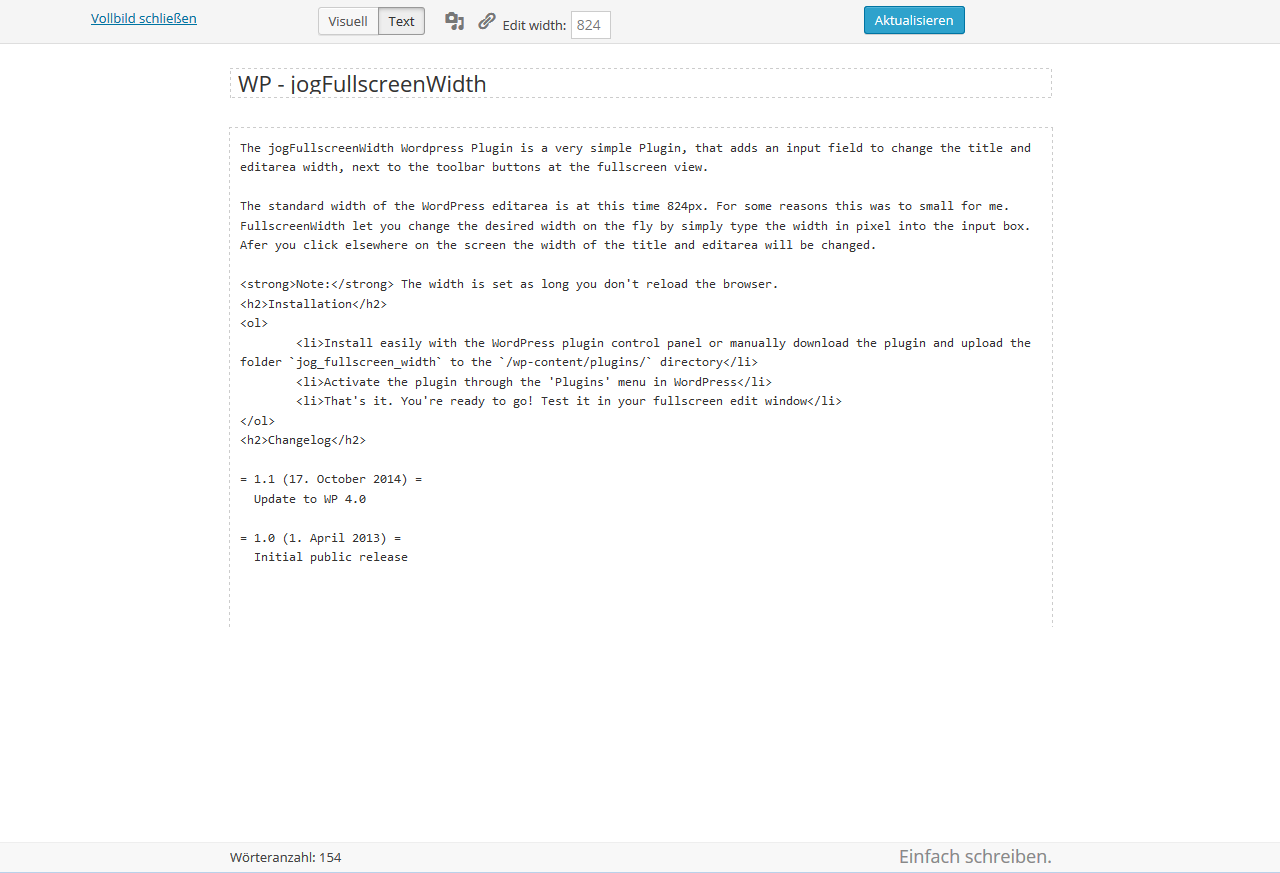 Vollbild schließen
Visuell Text Edit width: 824
Aktualisieren
WP - jogFullscreenWidth
The jogFullscreenWidth Wordpress Plugin is a very simple Plugin, that adds an input field to change the title and
editarea width, next to the toolbar buttons at the fullscreen view.
The standard width of the WordPress editarea is at this time 824px. For some reasons this was to small for me.
FullscreenWidth let you change the desired width on the fly by simply type the width in pixel into the input box.
Afer you click elsewhere on the screen the width of the title and editarea will be changed.
<strong>Note:</strong> The width is set as long you don't reload the browser.
<h2>Installation</h2>
<ol>
<li>Install easily with the WordPress plugin control panel or manually download the plugin and upload the
folder `jog_fullscreen_width` to the `/wp-content/plugins/` directory</li>
<li>Activate the plugin through the 'Plugins' menu in WordPress</li>
<li>That's it. You're ready to go! Test it in your fullscreen edit window</li>
</ol>
<h2>Changelog</h2>
= 1.1 (17. October 2014) =
Update to WP 4.0
= 1.0 (1. April 2013) =
Initial public release
Wörteranzahl: 154
Einfach schreiben.